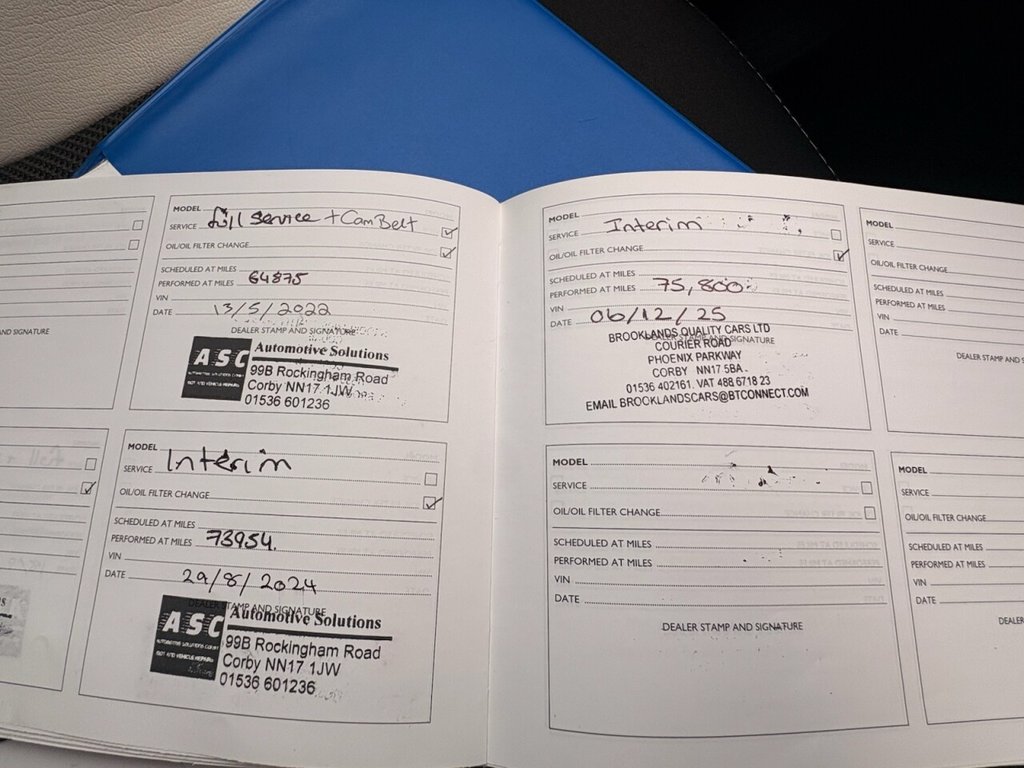 ND SIGNATURE
MODEL
SERVICE full service + CamBelt
OIL/OIL FILTER CHANGE
SCHEDULED AT MILES
PERFORMED AT MILES 64875
VIN
DATE 13/5/2022
DEALER STAMP AND SIGNATURE
ASC Automotive Solutions
99B Rockingham Road
Corby NN17 1JW
01536 601236
MODEL
SERVICE Interim
OIL/OIL FILTER CHANGE
SCHEDULED AT MILES
PERFORMED AT MILES 73954.
VIN
DATE 29/8/2024
DEALER STAMP AND SIGNATURE
ASC Automotive Solutions
99B Rockingham Road
Corby NN17 1JW
01536 601236
MODEL
SERVICE Interim
OIL/OIL FILTER CHANGE
SCHEDULED AT MILES
PERFORMED AT MILES 75,800
VIN
DATE 06/12/25
DEALER STAMP AND SIGNATURE
BROOKLANDS QUALITY CARS LTD
COURIER ROAD
PHOENIX PARKWAY
CORBY NN17 5BA
01536 402161. VAT 488 6718 23
EMAIL BROOKLANDSCARS@BTCONNECT.COM
MODEL
SERVICE
OIL/OIL FILTER CHANGE
SCHEDULED AT MILES
PERFORMED AT MILES
VIN
DATE
DEALER STAMP AND SIGNATURE
MODEL
SERVICE
OIL/OIL FILTER CHANGE
SCHEDULED AT MILES
PERFORMED AT MILES
VIN
DATE
DEALER STAMP AND S
MODEL
SERVICE
OIL/OIL FILTER CHANGE
SCHEDULED AT MILES
PERFORMED AT MILES
VIN
DATE
DEALER